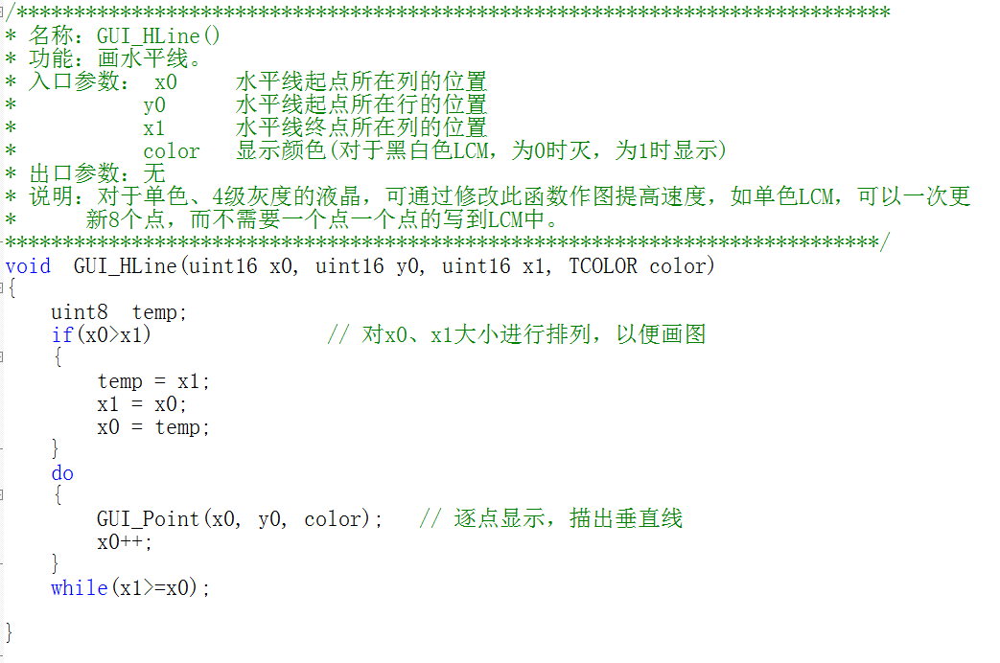 /****************************************************************************
* 名称：GUI_HLine()
* 功能：画水平线。
* 入口参数： x0     水平线起点所在列的位置
*           y0      水平线起点所在行的位置
*           x1      水平线终点所在列的位置
*           color   显示颜色(对于黑白色LCM，为0时灭，为1时显示)
* 出口参数：无
* 说明：对于单色、4级灰度的液晶，可通过修改此函数作图提高速度，如单色LCM，可以一次更
*      新8个点，而不需要一个点一个点的写到LCM中。
****************************************************************************/
void  GUI_HLine(uint16 x0, uint16 y0, uint16 x1, TCOLOR color)
{
    uint8  temp;
    if(x0>x1)               // 对x0、x1大小进行排列，以便画图
    {
        temp = x1;
        x1 = x0;
        x0 = temp;
    }
    do
    {
        GUI_Point(x0, y0, color);   // 逐点显示，描出垂直线
        x0++;
    }
    while(x1>=x0);
}